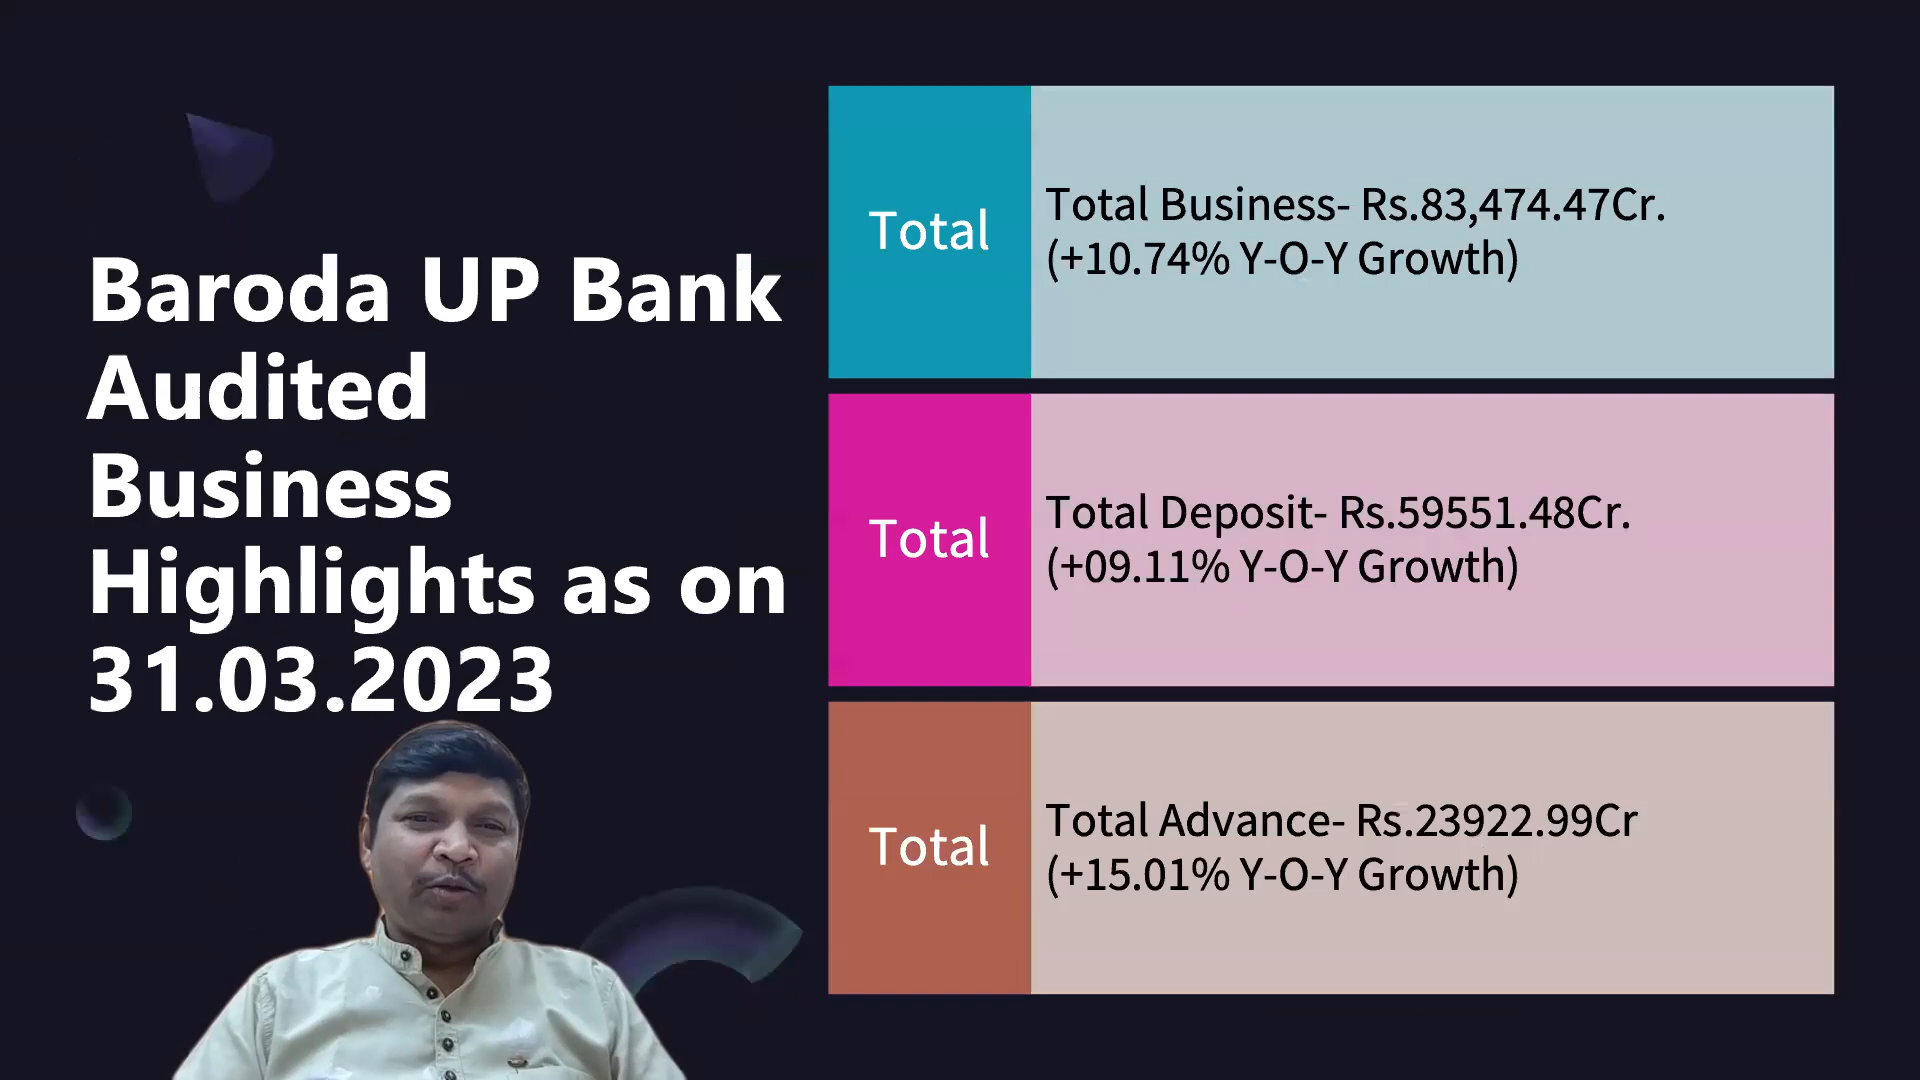 Baroda UP Bank
Audited
Business
Highlights as on
31.03.2023
Total
Total Business- Rs.83,474.47Cr.
(+10.74% Y-O-Y Growth)
Total
Total Deposit- Rs.59551.48Cr.
(+09.11% Y-O-Y Growth)
Total
Total Advance- Rs.23922.99Cr
(+15.01% Y-O-Y Growth)